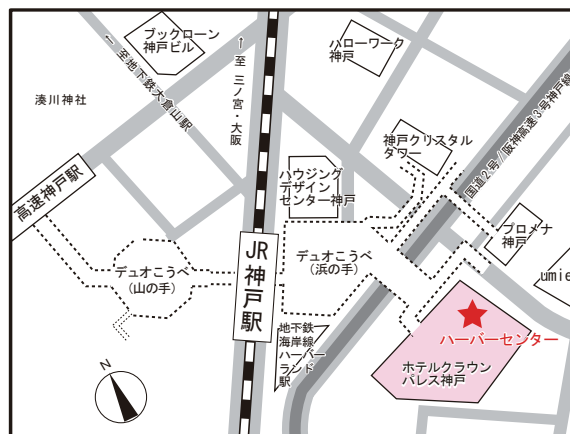 ブックローン
神戸ビル
← 至地下鉄大倉山駅
← 至 三ノ宮・大阪
ハローワーク
神戸
湊川神社
国道2号/阪神高速3号神戸線
神戸クリスタル
タワー
高速神戸駅
ハウジング
デザイン
センター神戸
プロメナ
神戸
デュオこうべ
(山の手)
JR
神戸駅
デュオこうべ
(浜の手)
umie
地下鉄
海岸線
ハーバー
ランド
駅
ハーバーセンター
ホテルクラウン
パレス神戸
N